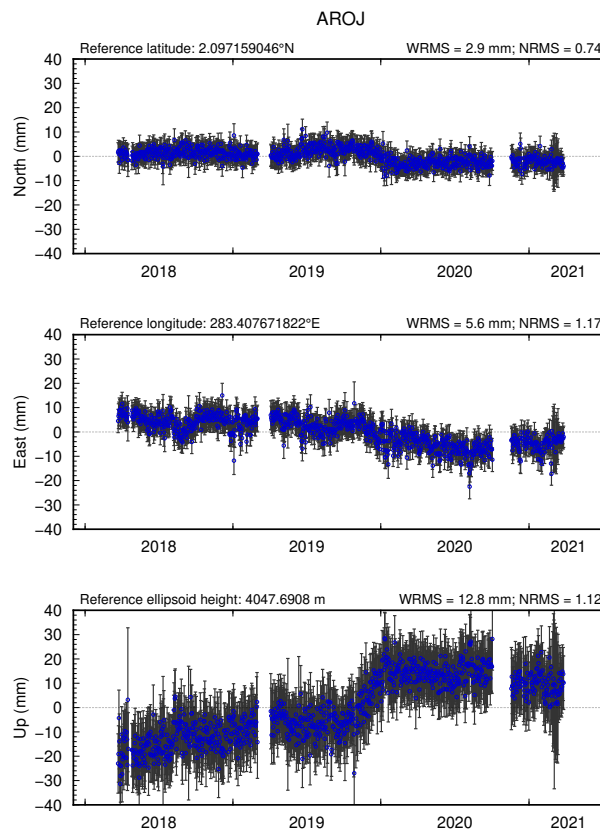 AROJ
Reference latitude: 2.097159046°N WRMS = 2.9 mm; NRMS = 0.74
40
30
20
10
0
−10
−20
−30
−40
North (mm)
2018 2019 2020 2021
Reference longitude: 283.407671822°E WRMS = 5.6 mm; NRMS = 1.17
40
30
20
10
0
−10
−20
−30
−40
East (mm)
2018 2019 2020 2021
Reference ellipsoid height: 4047.6908 m WRMS = 12.8 mm; NRMS = 1.12
40
30
20
10
0
−10
−20
−30
−40
Up (mm)
2018 2019 2020 2021